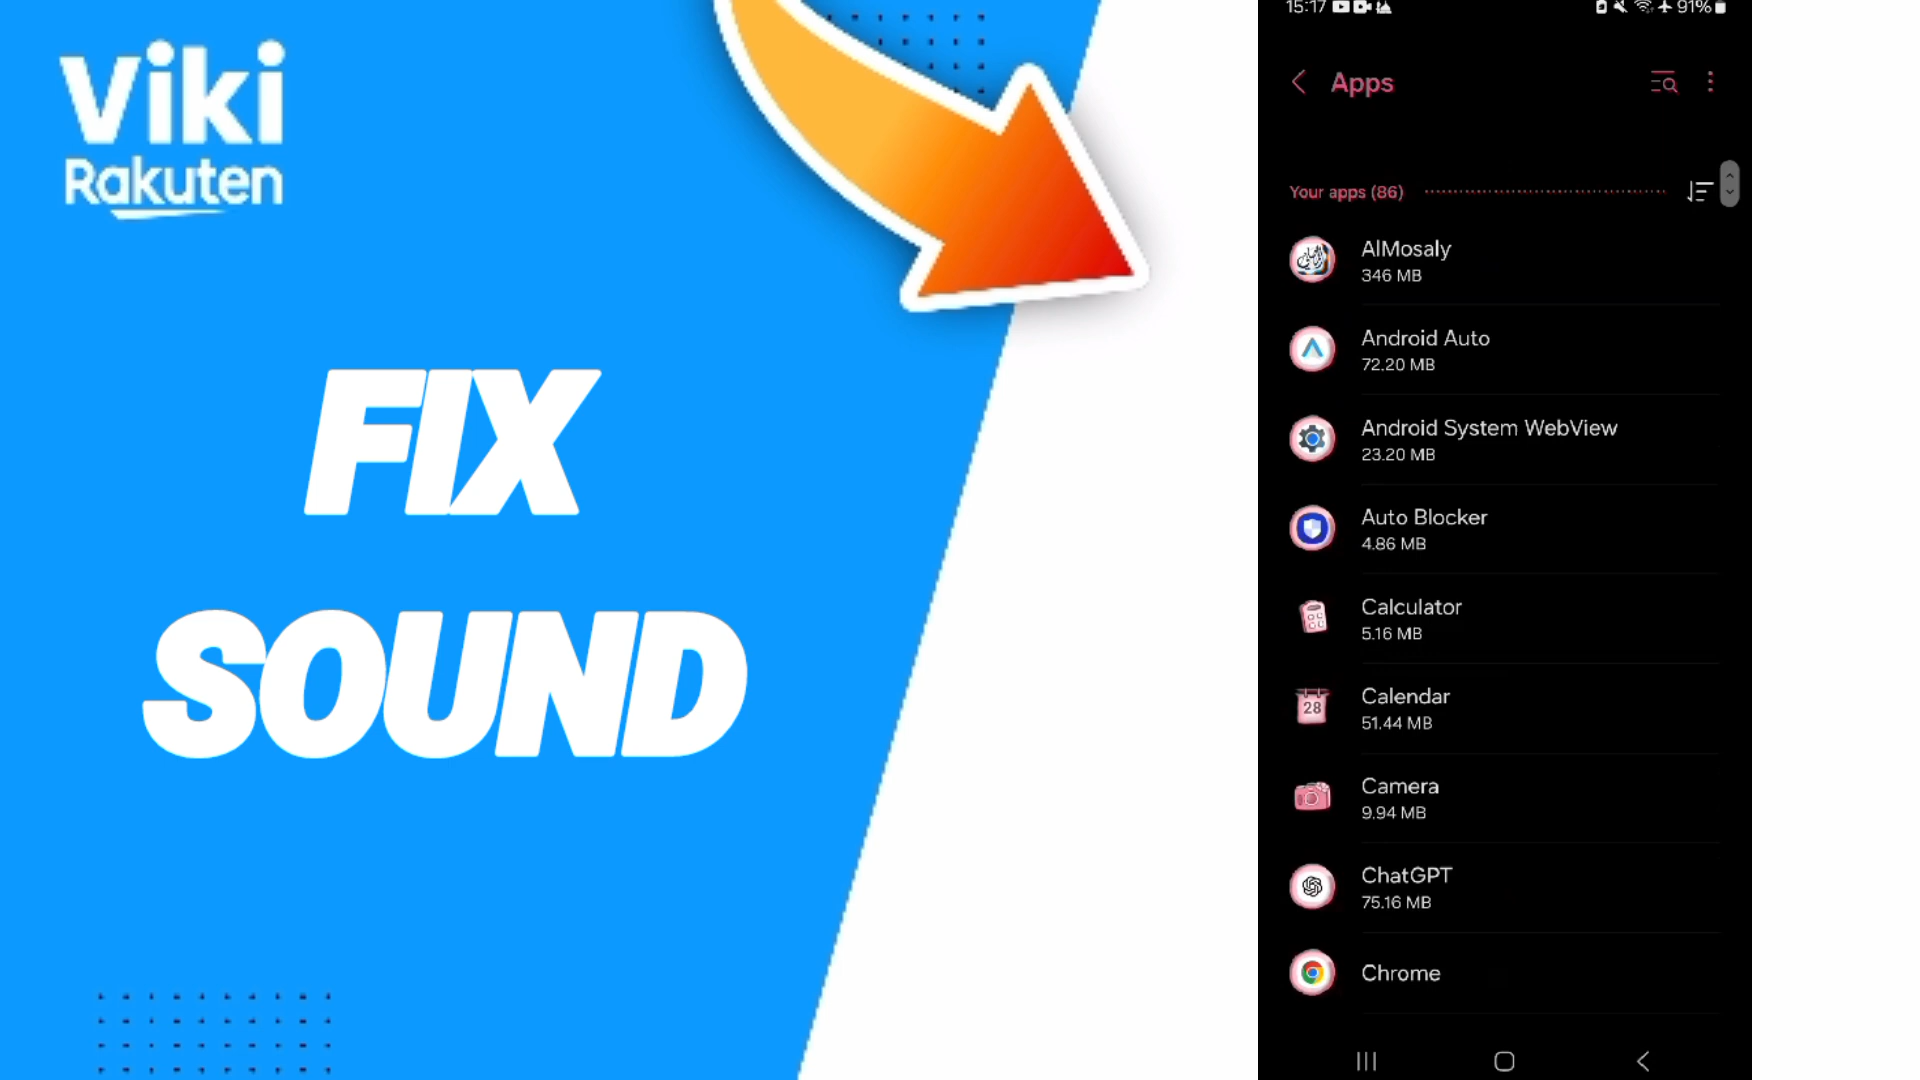 Viki
Rakuten
FIX
SOUND
15:17
91%
Apps
Your apps (86)
AlMosaly
346 MB
Android Auto
72.20 MB
Android System WebView
23.20 MB
Auto Blocker
4.86 MB
Calculator
5.16 MB
Calendar
51.44 MB
28
Camera
9.94 MB
ChatGPT
75.16 MB
Chrome